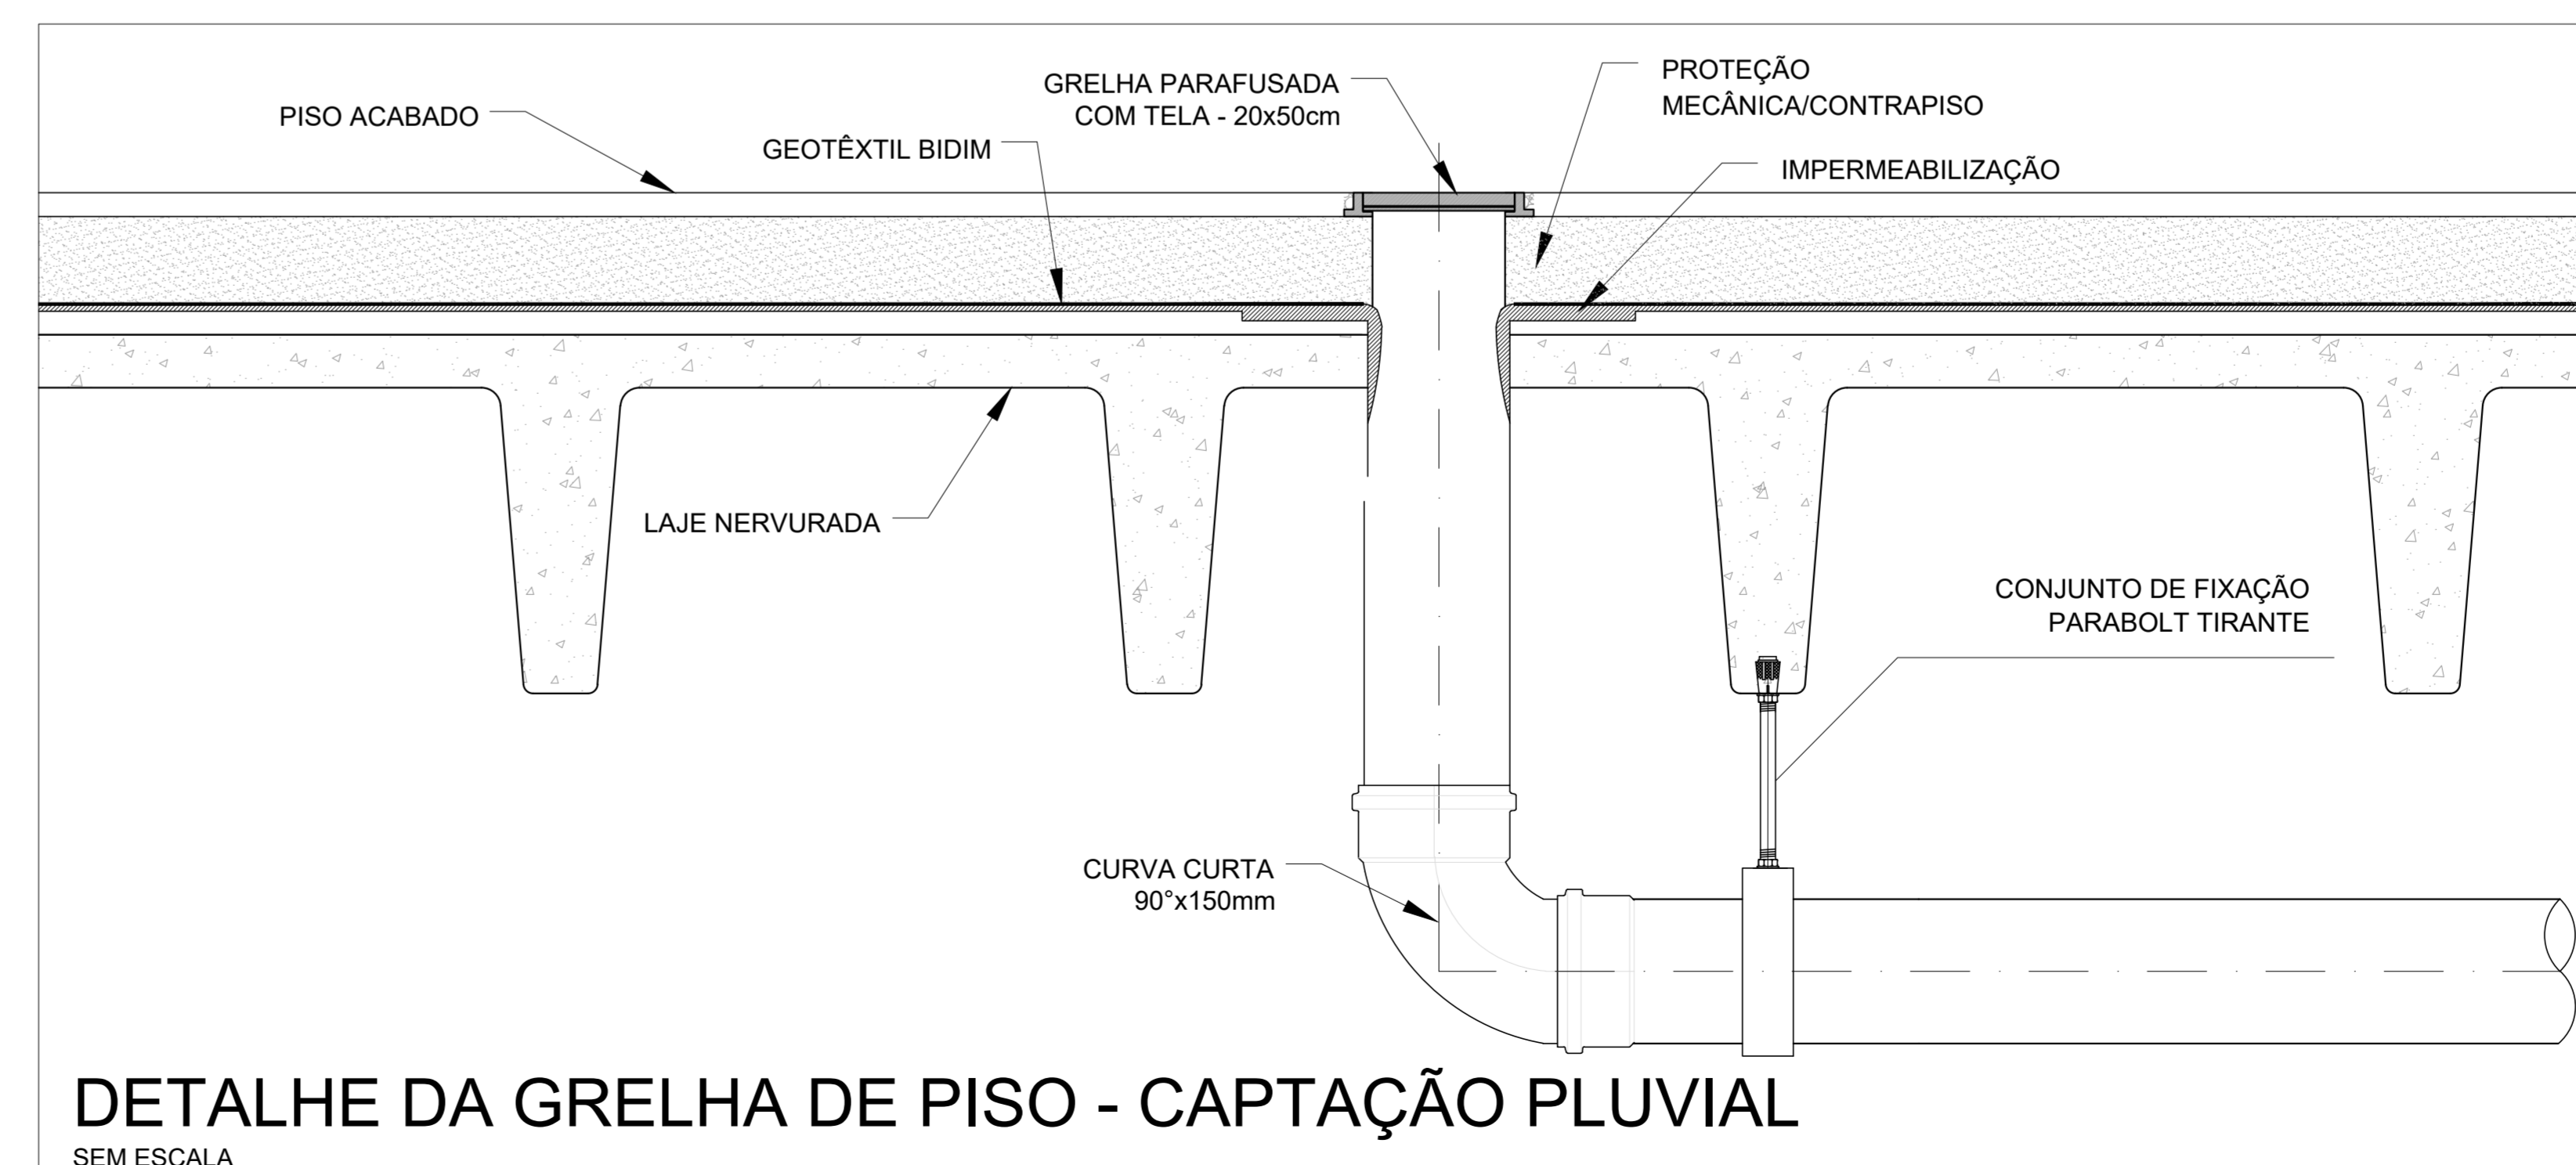 PISO ACABADO
GEOTÊXTIL BIDIM
GRELHA PARAFUSADA
COM TELA - 20x50cm
PROTEÇÃO
MECÂNICA/CONTRAPISO
IMPERMEABILIZAÇÃO
LAJE NERVURADA
CONJUNTO DE FIXAÇÃO
PARABOLT TIRANTE
CURVA CURTA
90°x150mm
DETALHE DA GRELHA DE PISO - CAPTAÇÃO PLUVIAL
SEM ESCALA